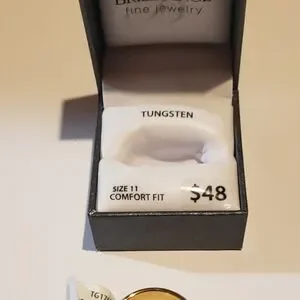 fine jewelry
TUNGSTEN
SIZE 11
COMFORT FIT
$48